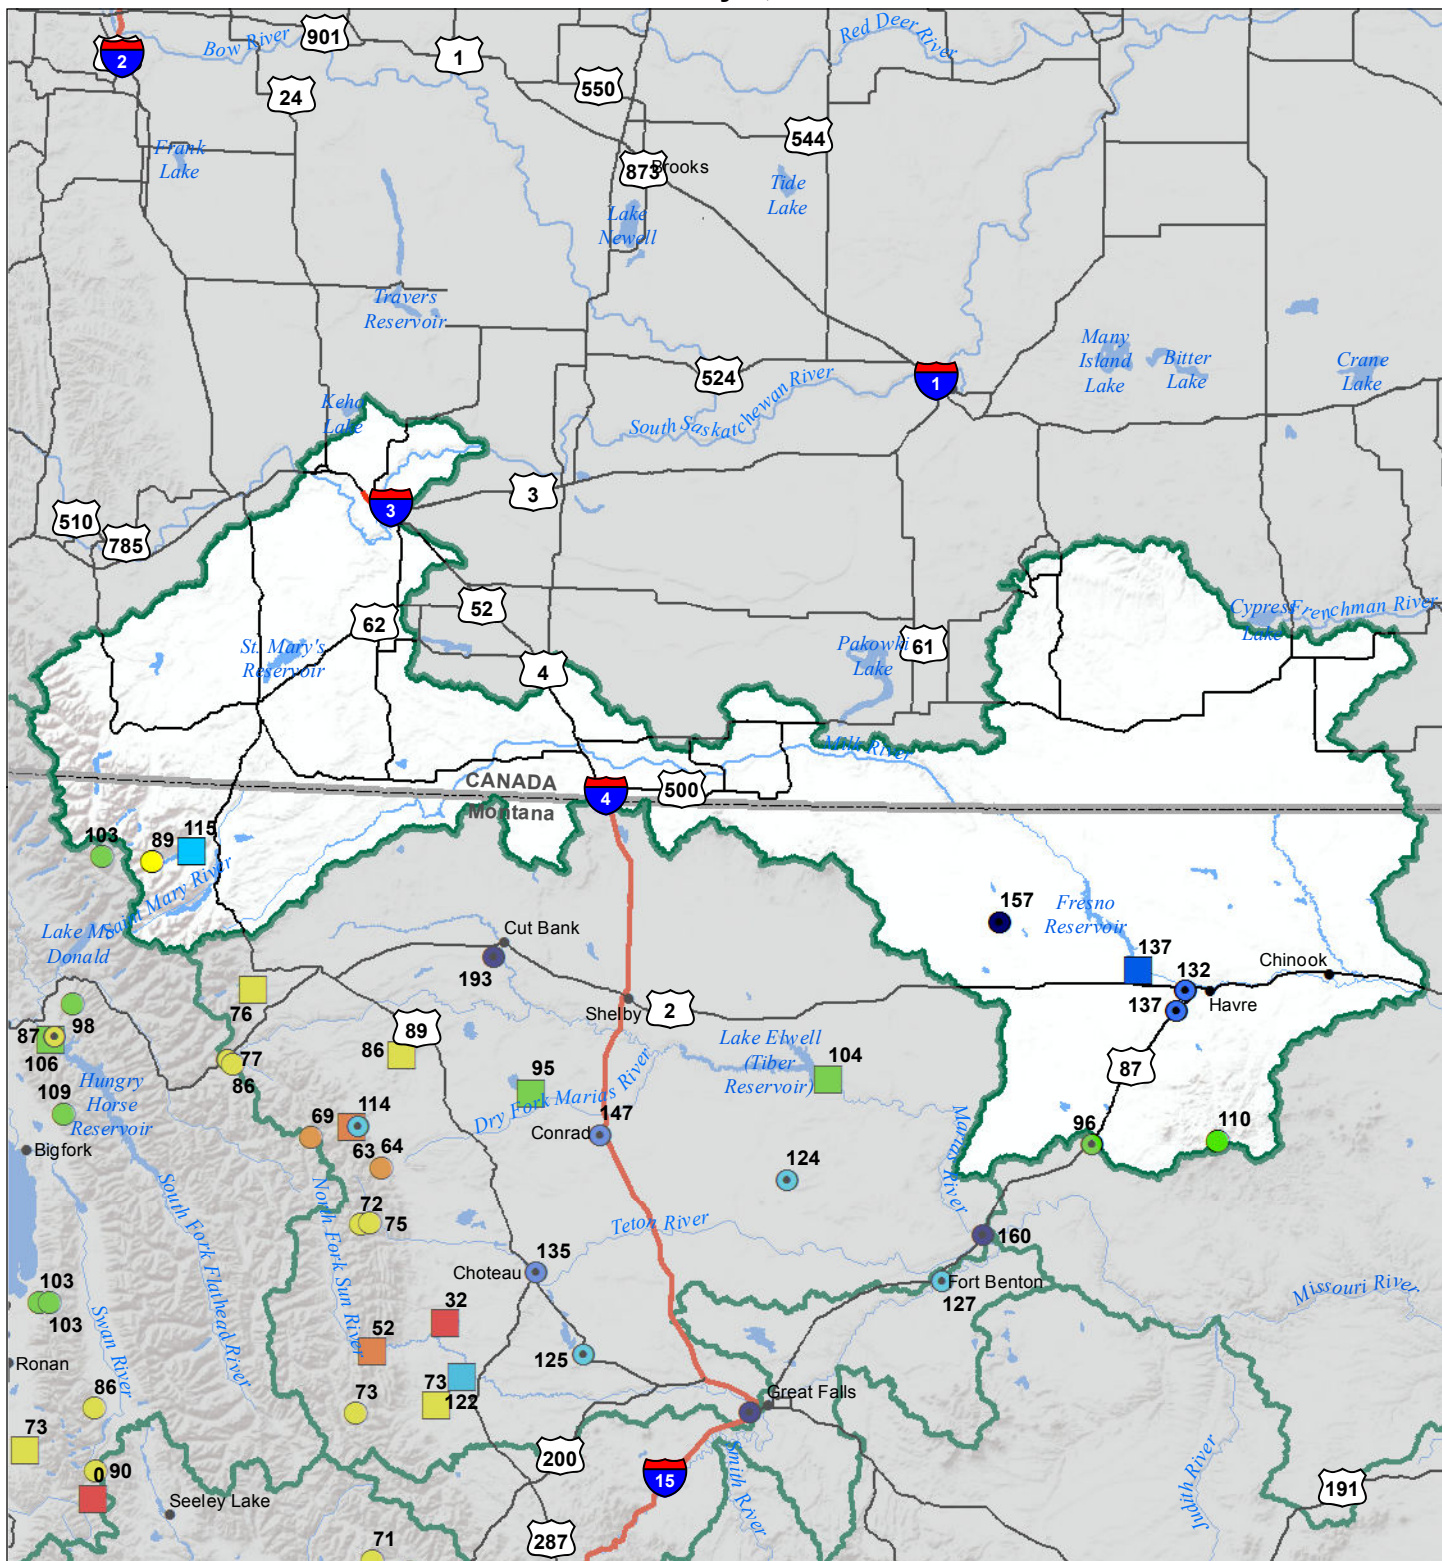 2
Bow River
901
1
Red Deer
River
24
550
544
Frank
Lake
873
Brooks
Tide
Lake
Lake
Newell
Travers
Reservoir
Many
Island
Lake
Bitter
Lake
Crane
Lake
524
1
South Saskatchewan River
Keho
Lake
3
3
510
785
52
62
St. Mary's
Reservoir
4
Pakowki
Lake
61
Cypress
Lake
Frenchman River
Milk River
CANADA
Montana
4
500
103
89
115
Saint Mary River
Lake Mc
Donald
157
Fresno
Reservoir
Cut Bank
193
137
132
Chinook
137
Havre
76
98
Shelby
2
89
87
106
77
86
86
Lake Elwell
(Tiber
Reservoir)
104
87
95
109
Hungry
Horse
Reservoir
Dry Fork Marias River
147
Conrad
69
114
63
64
Marias River
96
110
Bigfork
124
South Fork Flathead River
North Fork Sun River
72
75
Teton River
160
135
Choteau
Fort Benton
127
Missouri River
103
103
Swan River
32
52
125
Ronan
73
122
86
73
Great Falls
73
0
90
200
15
Smith River
Judith River
191
Seeley Lake
287
71